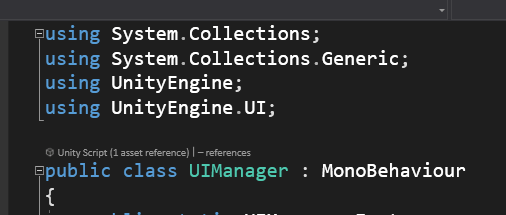 using System.Collections;
using System.Collections.Generic;
using UnityEngine;
using UnityEngine.UI;
Unity Script (1 asset reference) | – references
public class UIManager : MonoBehaviour
{